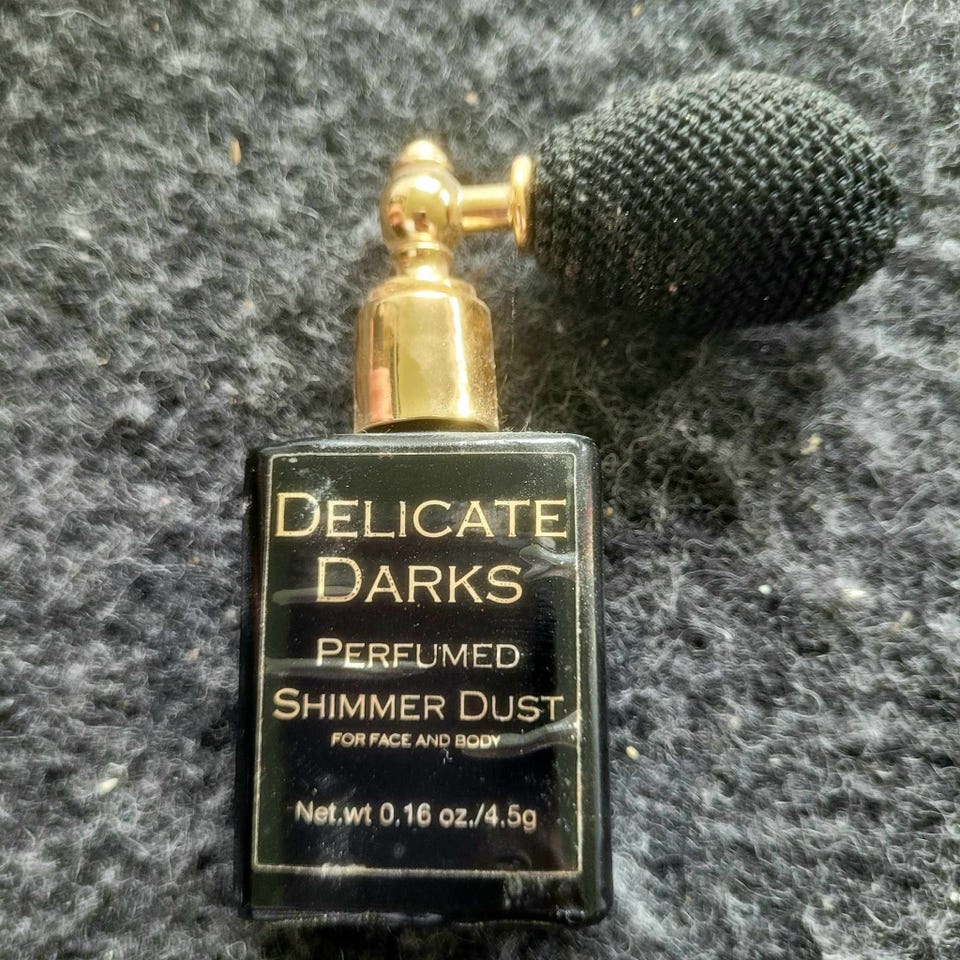 DELICATE
DARKS
PERFUMED
SHIMMER DUST
FOR FACE AND BODY
Net.wt 0.16 oz./4.5g